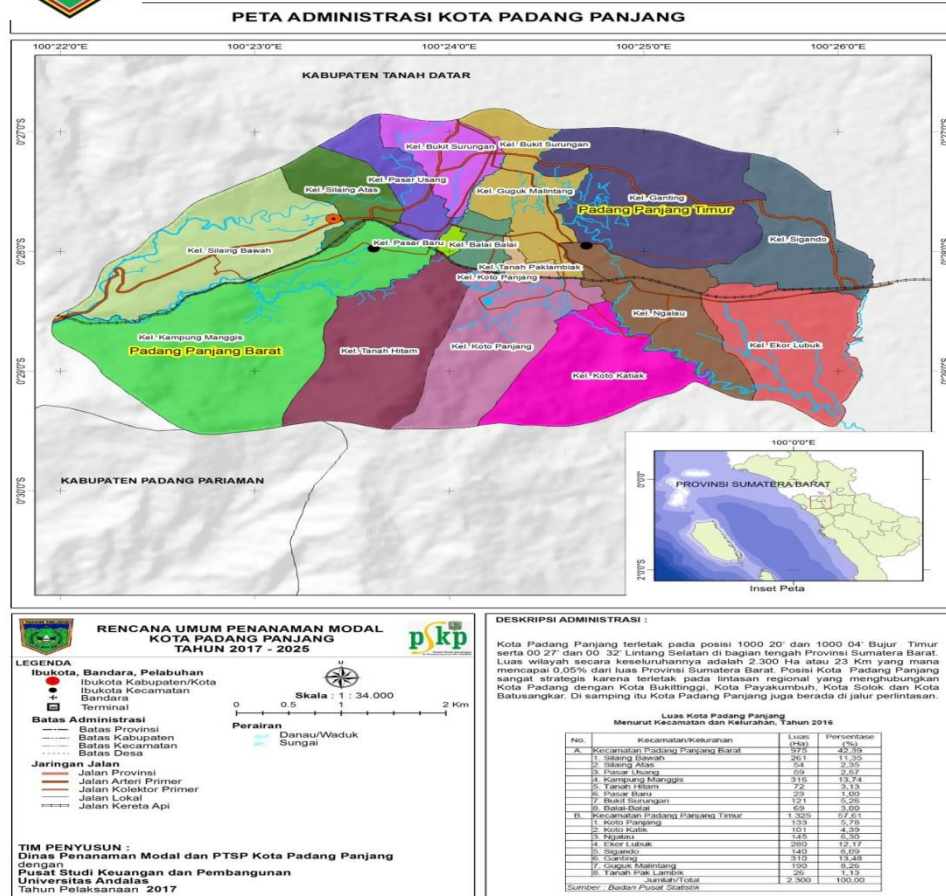 PETA ADMINISTRASI KOTA PADANG PANJANG
100°22'0"E 100°23'0"E 100°24'0"E 100°25'0"E 100°26'0"E
KABUPATEN TANAH DATAR
0°27'0"S 0°27'0"S
Kel. Bukit Surungan Kel. Bukit Surungan
Kel. Pasar Usang
Kel. Silaing Atas Kel. Guguk Malintang Kel. Ganting
Padang Panjang Timur
Kel. Silaing Bawah Kel. Pasar Baru Kel. Balai Balai Kel. Sigando
0°28'0"S 0°28'0"S
Kel. Tanah Paklambiak
Kel. Koto Panjang
Kel. Ngalau
Kel. Kampung Manggis
Padang Panjang Barat Kel. Tanah Hitam Kel. Koto Panjang Kel. Ekor Lubuk
0°29'0"S 0°29'0"S
Kel. Koto Katiak
KABUPATEN PADANG PARIAMAN
0°30'0"S
100°0'0"E
0°0'0"
PROVINSI SUMATERA BARAT
2°0'0"S
Inset Peta
RENCANA UMUM PENANAMAN MODAL
KOTA PADANG PANJANG
TAHUN 2017 - 2025
pskp
LEGENDA
Ibukota, Bandara, Pelabuhan
Ibukota Kabupaten/Kota
Ibukota Kecamatan
Bandara
Terminal
Batas Administrasi
Batas Provinsi
Batas Kabupaten
Batas Kecamatan
Batas Desa
Jaringan Jalan
Jalan Provinsi
Jalan Arteri Primer
Jalan Kolektor Primer
Jalan Lokal
Jalan Kereta Api
U
Skala : 1 : 34.000
0 0.5 1 2 Km
Perairan
Danau/Waduk
Sungai
TIM PENYUSUN :
Dinas Penanaman Modal dan PTSP Kota Padang Panjang
dengan
Pusat Studi Keuangan dan Pembangunan
Universitas Andalas
Tahun Pelaksanaan 2017
DESKRIPSI ADMINISTRASI :
Kota Padang Panjang terletak pada posisi 1000 20' dan 1000 04' Bujur Timur
serta 00 27' dan 00 32' Lintang Selatan di bagian tengah Provinsi Sumatera Barat.
Luas wilayah secara keseluruhannya adalah 2.300 Ha atau 23 Km yang mana
mencapai 0,05% dari luas Provinsi Sumatera Barat. Posisi Kota Padang Panjang
sangat strategis karena terletak pada lintasan regional yang menghubungkan
Kota Padang dengan Kota Bukittinggi, Kota Payakumbuh, Kota Solok dan Kota
Batusangkar. Di samping itu Kota Padang Panjang juga berada di jalur perlintasan.
Luas Kota Padang Panjang
Menurut Kecamatan dan Kelurahan, Tahun 2016
No. Kecamatan/Kelurahan Luas (Ha) Persentase (%)
A. Kecamatan Padang Panjang Barat 975 42,39
1. Silaing Bawah 261 11,35
2. Silaing Atas 54 2,35
3. Pasar Usang 59 2,57
4. Kampung Manggis 316 13,74
5. Tanah Hitam 72 3,13
6. Pasar Baru 23 1,00
7. Bukit Surungan 121 5,26
8. Balai-Balai 69 3,00
B. Kecamatan Padang Panjang Timur 1.325 57,61
1. Koto Panjang 133 5,78
2. Koto Katik 101 4,39
3. Ngalau 145 6,30
4. Ekor Lubuk 280 12,17
5. Sigando 140 6,09
6. Ganting 310 13,48
7. Guguk Malintang 190 8,26
8. Tanah Pak Lambik 26 1,13
Jumlah/Total 2.300 100,00
Sumber : Badan Pusat Statistik